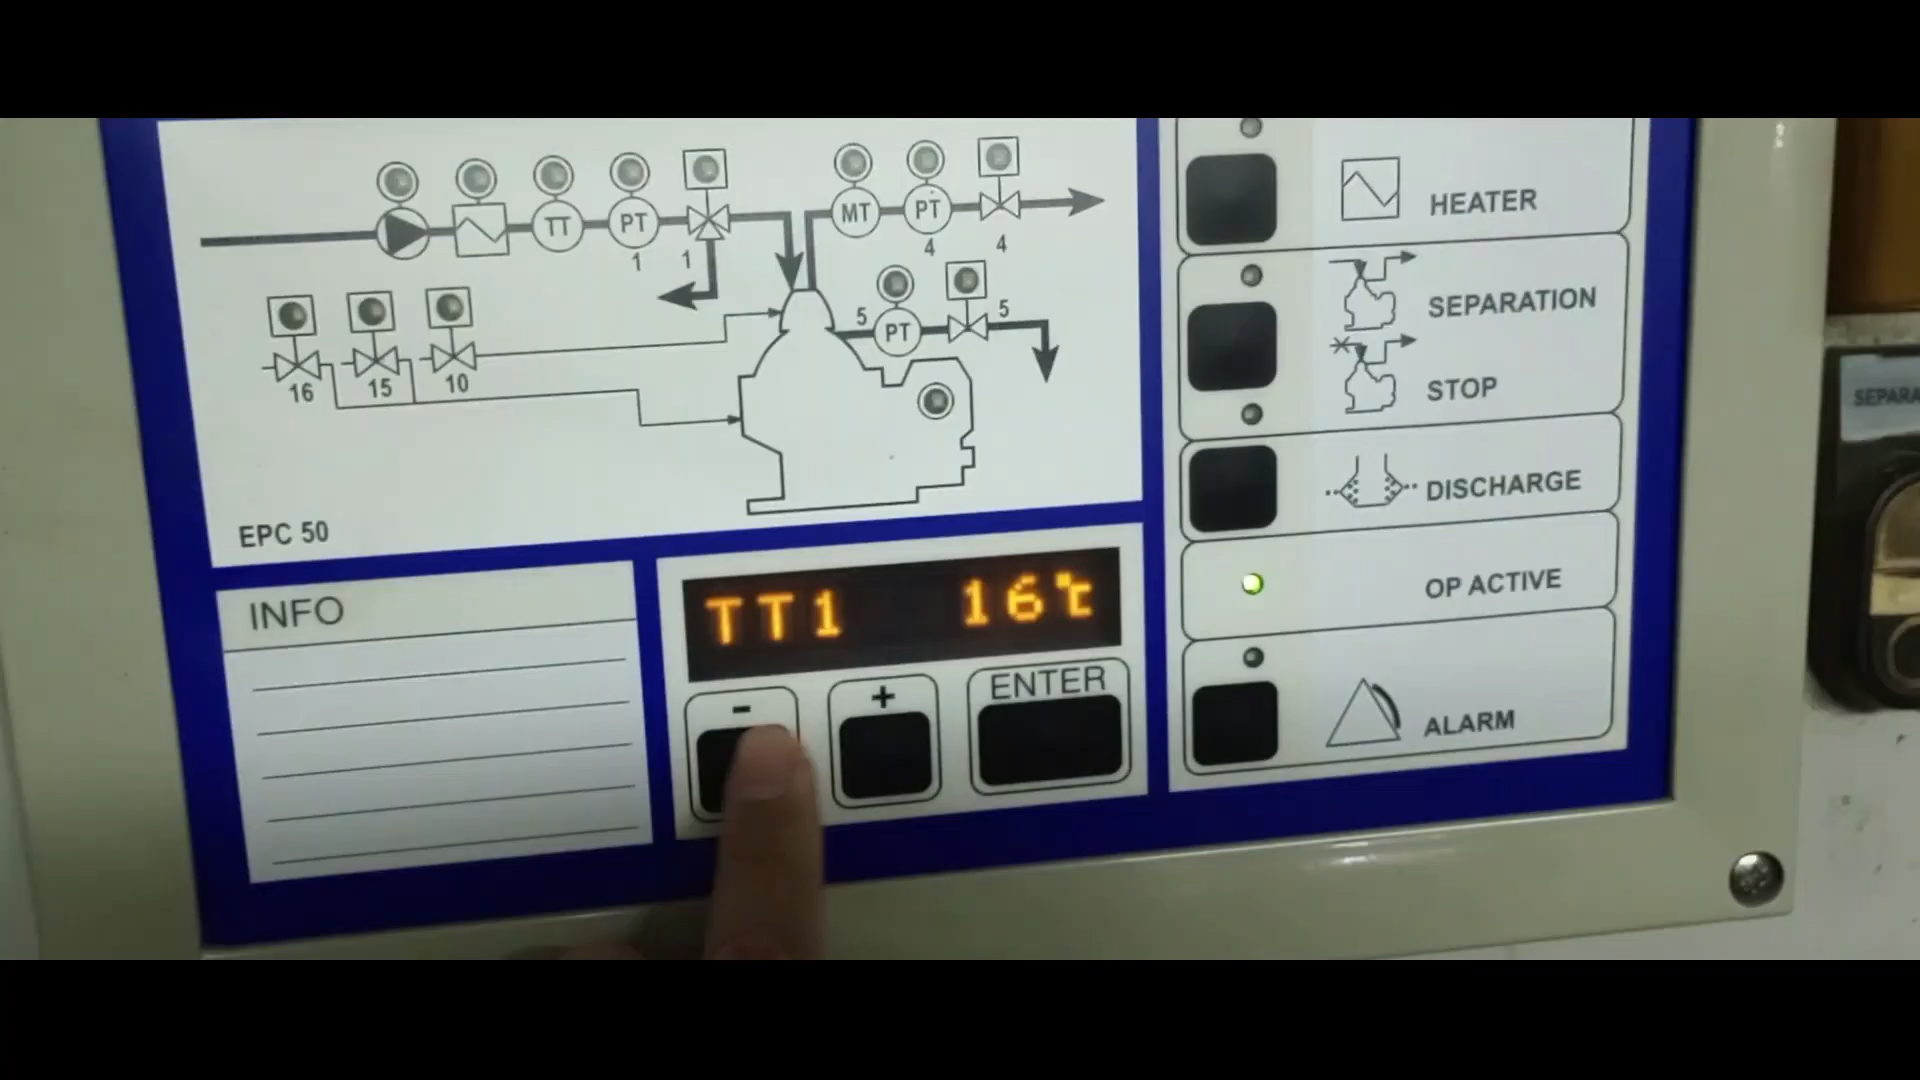 TT
PT
1
1
MT
PT
4
4
5
PT
5
16
15
10
EPC 50
INFO
TT1 16℃
-
+
ENTER
HEATER
SEPARATION
STOP
DISCHARGE
OP ACTIVE
ALARM